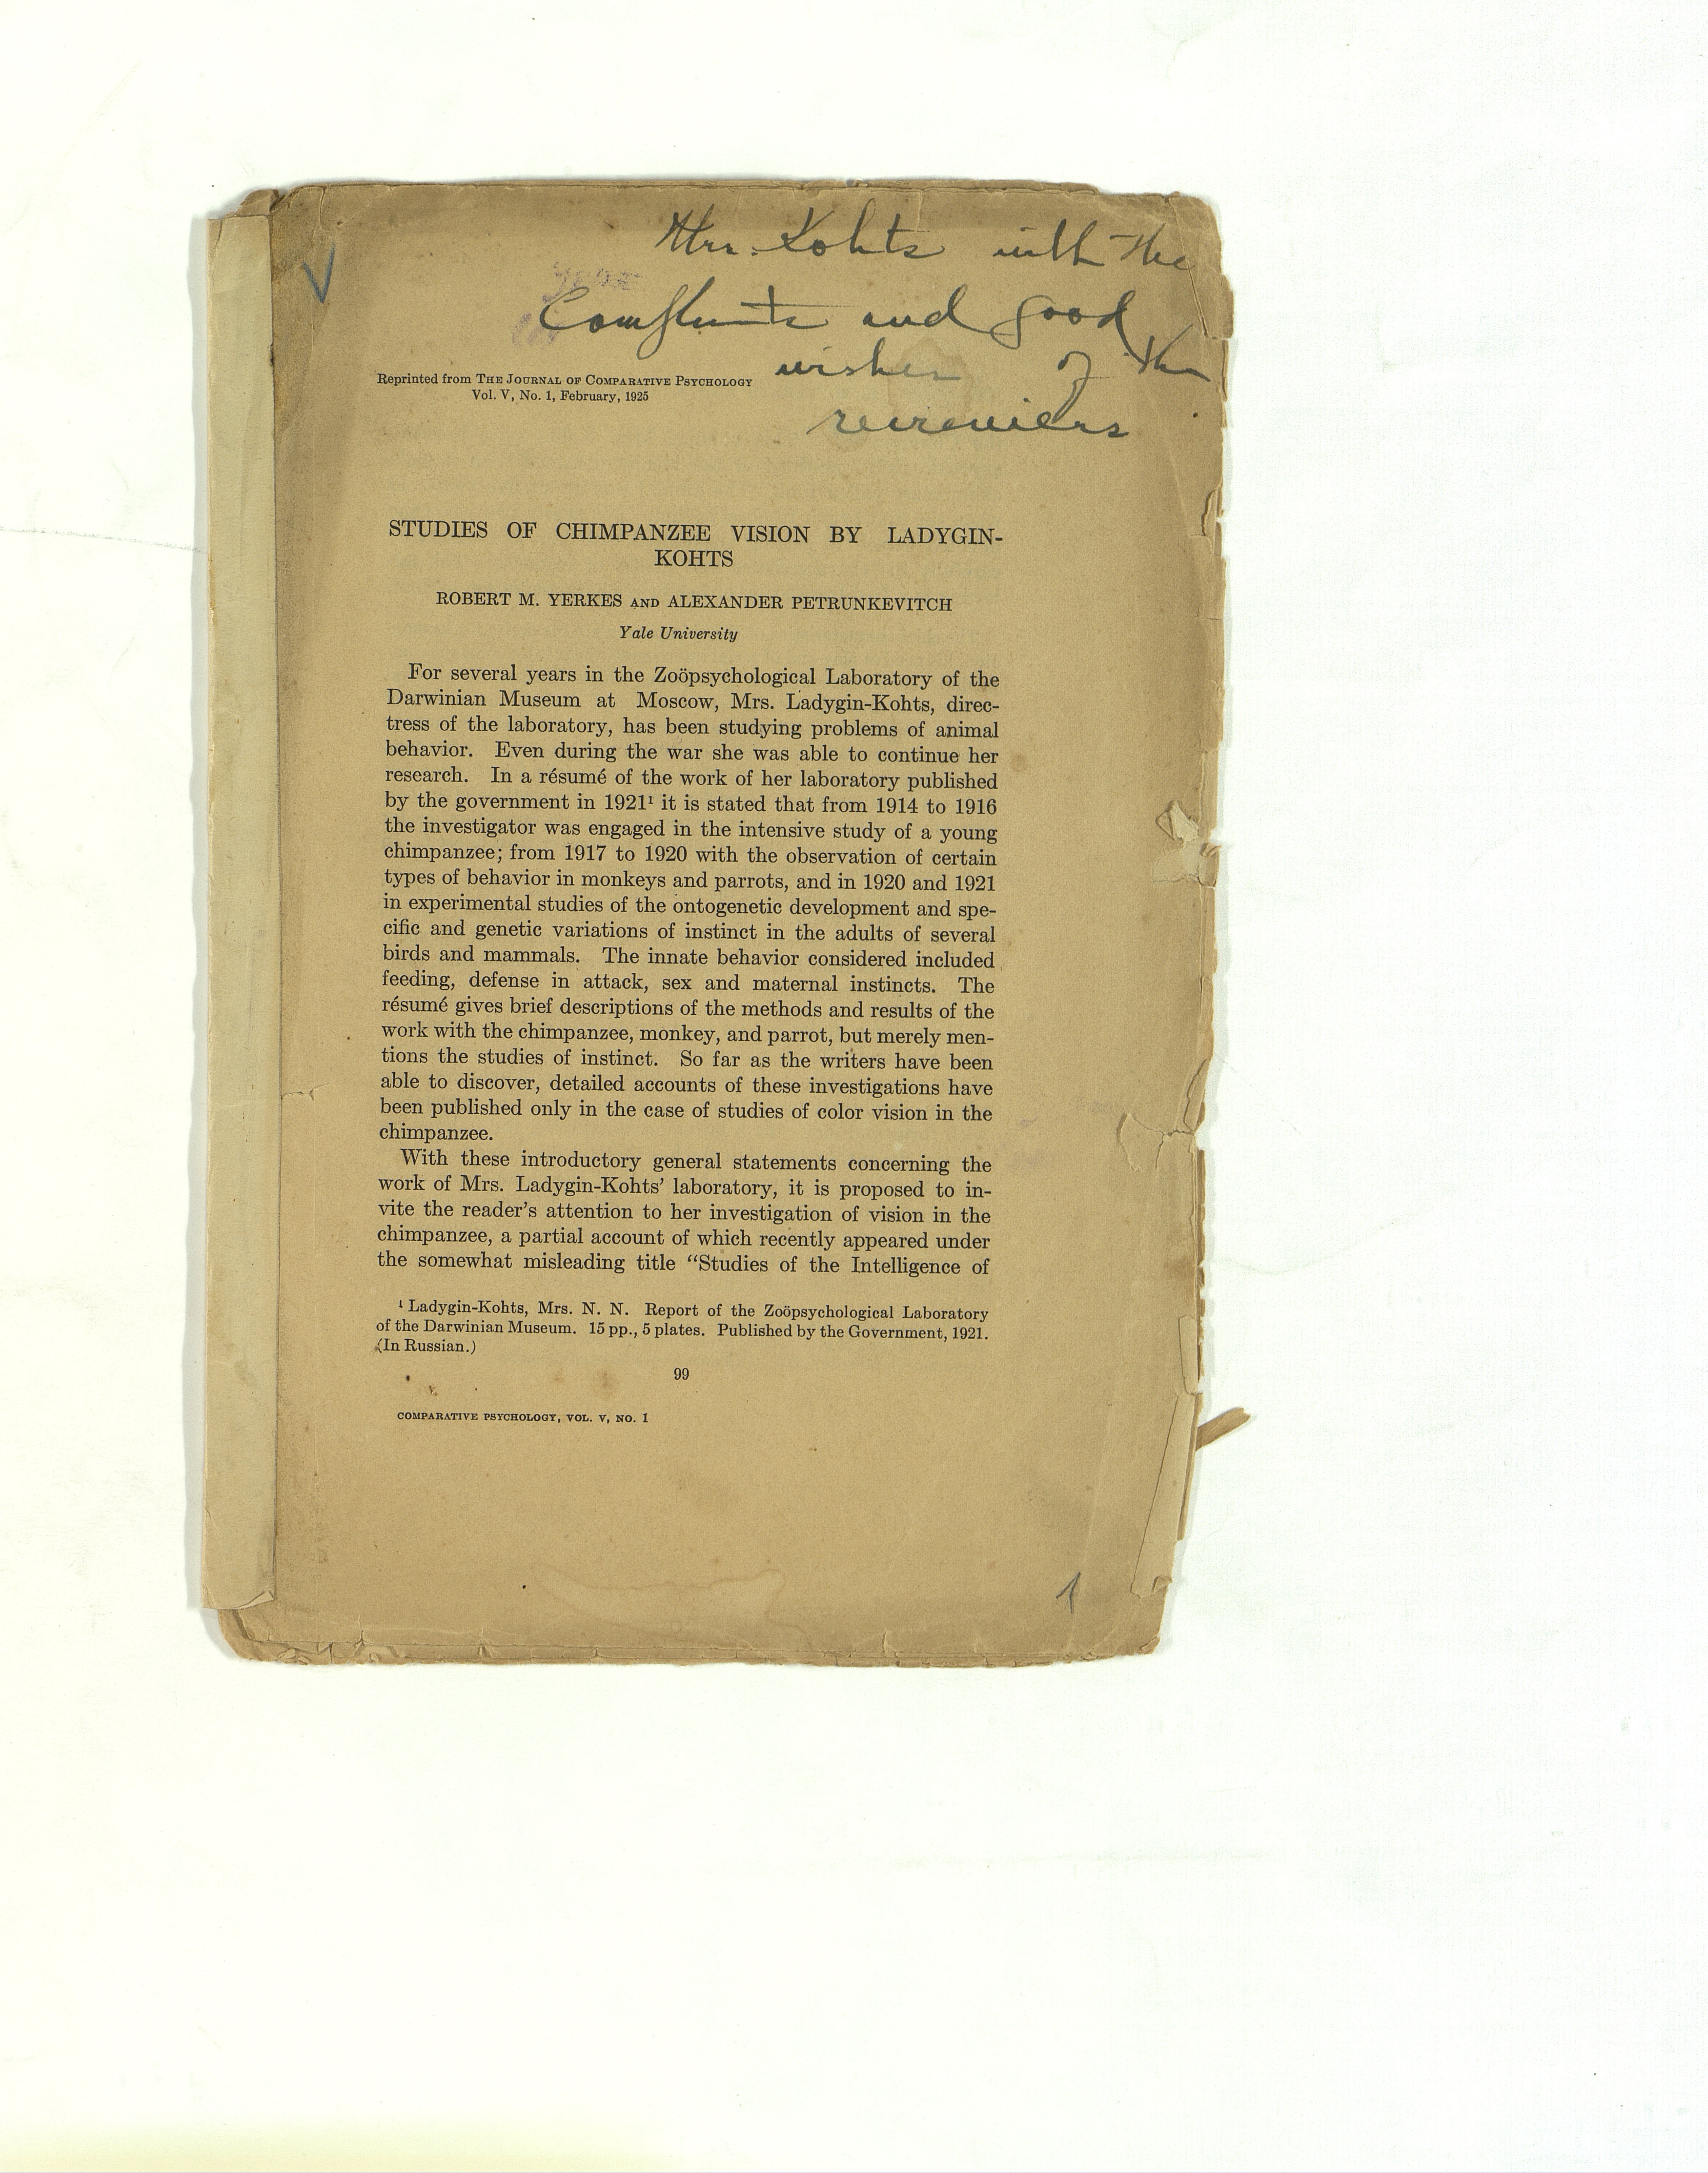 Mrs. Kohts with the
Compliments and good
wishes of the
reviewers
V
Reprinted from THE JOURNAL OF COMPARATIVE PSYCHOLOGY
Vol. V, No. 1, February, 1925
STUDIES OF CHIMPANZEE VISION BY LADYGIN-
KOHTS
ROBERT M. YERKES AND ALEXANDER PETRUNKEVITCH
Yale University
For several years in the Zoöpsychological Laboratory of the
Darwinian Museum at Moscow, Mrs. Ladygin-Kohts, direc-
tress of the laboratory, has been studying problems of animal
behavior. Even during the war she was able to continue her
research. In a résumé of the work of her laboratory published
by the government in 1921¹ it is stated that from 1914 to 1916
the investigator was engaged in the intensive study of a young
chimpanzee; from 1917 to 1920 with the observation of certain
types of behavior in monkeys and parrots, and in 1920 and 1921
in experimental studies of the ontogenetic development and spe-
cific and genetic variations of instinct in the adults of several
birds and mammals. The innate behavior considered included
feeding, defense in attack, sex and maternal instincts. The
résumé gives brief descriptions of the methods and results of the
work with the chimpanzee, monkey, and parrot, but merely men-
tions the studies of instinct. So far as the writers have been
able to discover, detailed accounts of these investigations have
been published only in the case of studies of color vision in the
chimpanzee.
With these introductory general statements concerning the
work of Mrs. Ladygin-Kohts’ laboratory, it is proposed to in-
vite the reader’s attention to her investigation of vision in the
chimpanzee, a partial account of which recently appeared under
the somewhat misleading title “Studies of the Intelligence of
¹ Ladygin-Kohts, Mrs. N. N. Report of the Zoöpsychological Laboratory
of the Darwinian Museum. 15 pp., 5 plates. Published by the Government, 1921.
(In Russian.)
99
COMPARATIVE PSYCHOLOGY, VOL. V, NO. 1
1